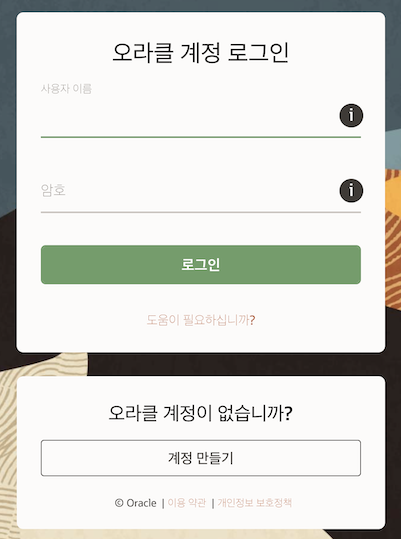 오라클 계정 로그인
사용자 이름
i
암호
i
로그인
도움이 필요하십니까?
오라클 계정이 없습니까?
계정 만들기
© Oracle | 이용 약관 | 개인정보 보호정책